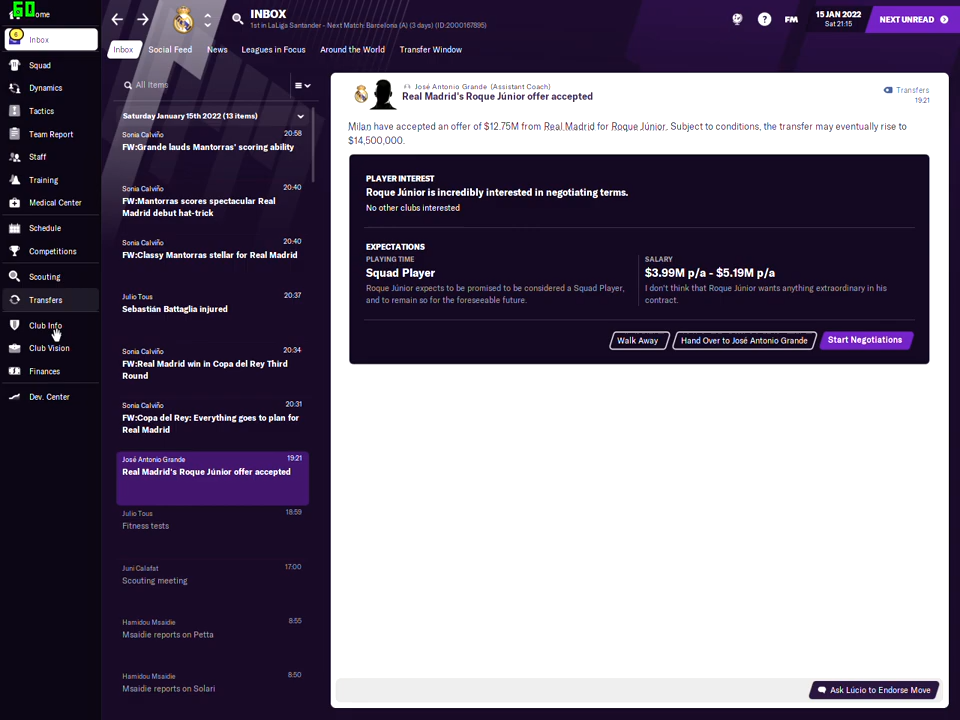 60
ome
Inbox
6
Squad
Dynamics
Tactics
Team Report
Staff
Training
Medical Center
Schedule
Competitions
Scouting
Transfers
Club Info
Club Vision
Finances
Dev. Center
INBOX
1st in LaLiga Santander - Next Match: Barcelona (A) (3 days) (ID:2000167895)
FM
15 JAN 2022
Sat 21:15
NEXT UNREAD
Inbox Social Feed News Leagues in Focus Around the World Transfer Window
All Items
Saturday January 15th 2022 (13 items)
Sonia Calviño 20:58
FW:Grande lauds Mantorras' scoring ability
Sonia Calviño 20:40
FW:Mantorras scores spectacular Real
Madrid debut hat-trick
Sonia Calviño 20:40
FW:Classy Mantorras stellar for Real Madrid
Julio Tous 20:37
Sebastián Battaglia injured
Sonia Calviño 20:34
FW:Real Madrid win in Copa del Rey Third
Round
Sonia Calviño 20:31
FW:Copa del Rey: Everything goes to plan for
Real Madrid
José Antonio Grande 19:21
Real Madrid's Roque Júnior offer accepted
Julio Tous 18:59
Fitness tests
Juni Calafat 17:00
Scouting meeting
Hamidou Msaidie 8:55
Msaidie reports on Petta
Hamidou Msaidie 8:50
Msaidie reports on Solari
José Antonio Grande (Assistant Coach)
Real Madrid's Roque Júnior offer accepted
Transfers
19:21
Milan have accepted an offer of $12.75M from Real Madrid for Roque Júnior. Subject to conditions, the transfer may eventually rise to
$14,500,000.
PLAYER INTEREST
Roque Júnior is incredibly interested in negotiating terms.
No other clubs interested
EXPECTATIONS
PLAYING TIME
Squad Player
Roque Júnior expects to be promised to be considered a Squad Player,
and to remain so for the foreseeable future.
SALARY
$3.99M p/a - $5.19M p/a
I don't think that Roque Júnior wants anything extraordinary in his
contract.
Walk Away Hand Over to José Antonio Grande Start Negotiations
Ask Lúcio to Endorse Move